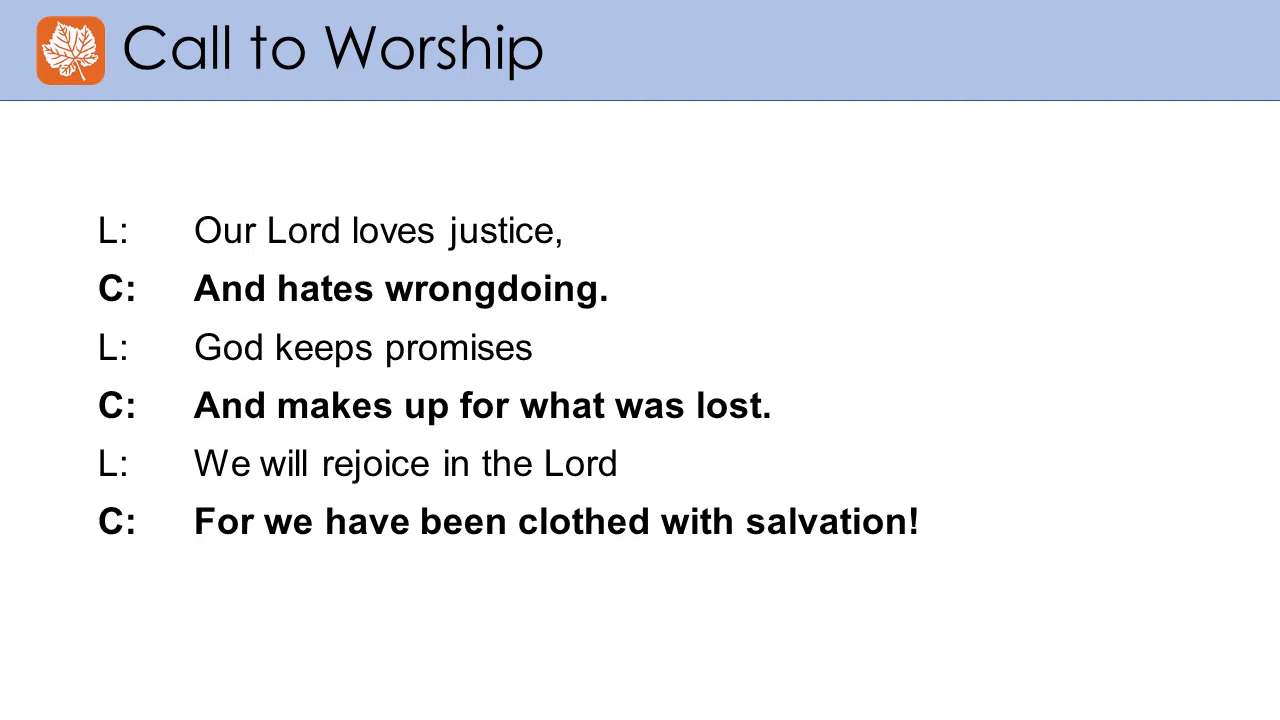 Call to Worship
L: Our Lord loves justice,
C: And hates wrongdoing.
L: God keeps promises
C: And makes up for what was lost.
L: We will rejoice in the Lord
C: For we have been clothed with salvation!